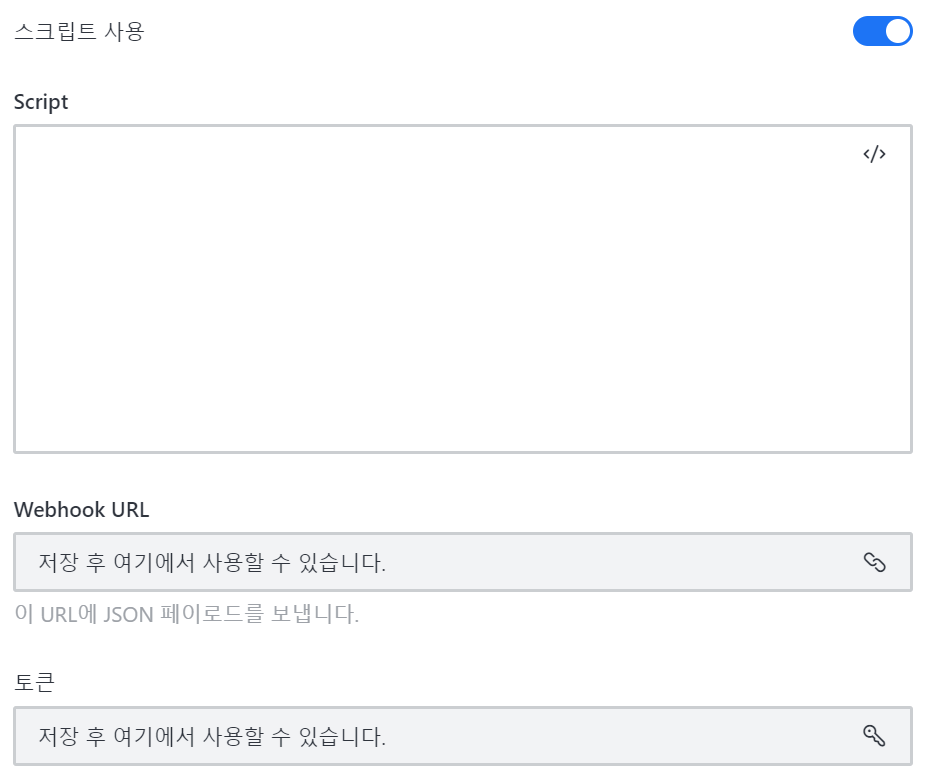 스크립트 사용
Script
</>
Webhook URL
저장 후 여기에서 사용할 수 있습니다.
이 URL에 JSON 페이로드를 보냅니다.
토큰
저장 후 여기에서 사용할 수 있습니다.